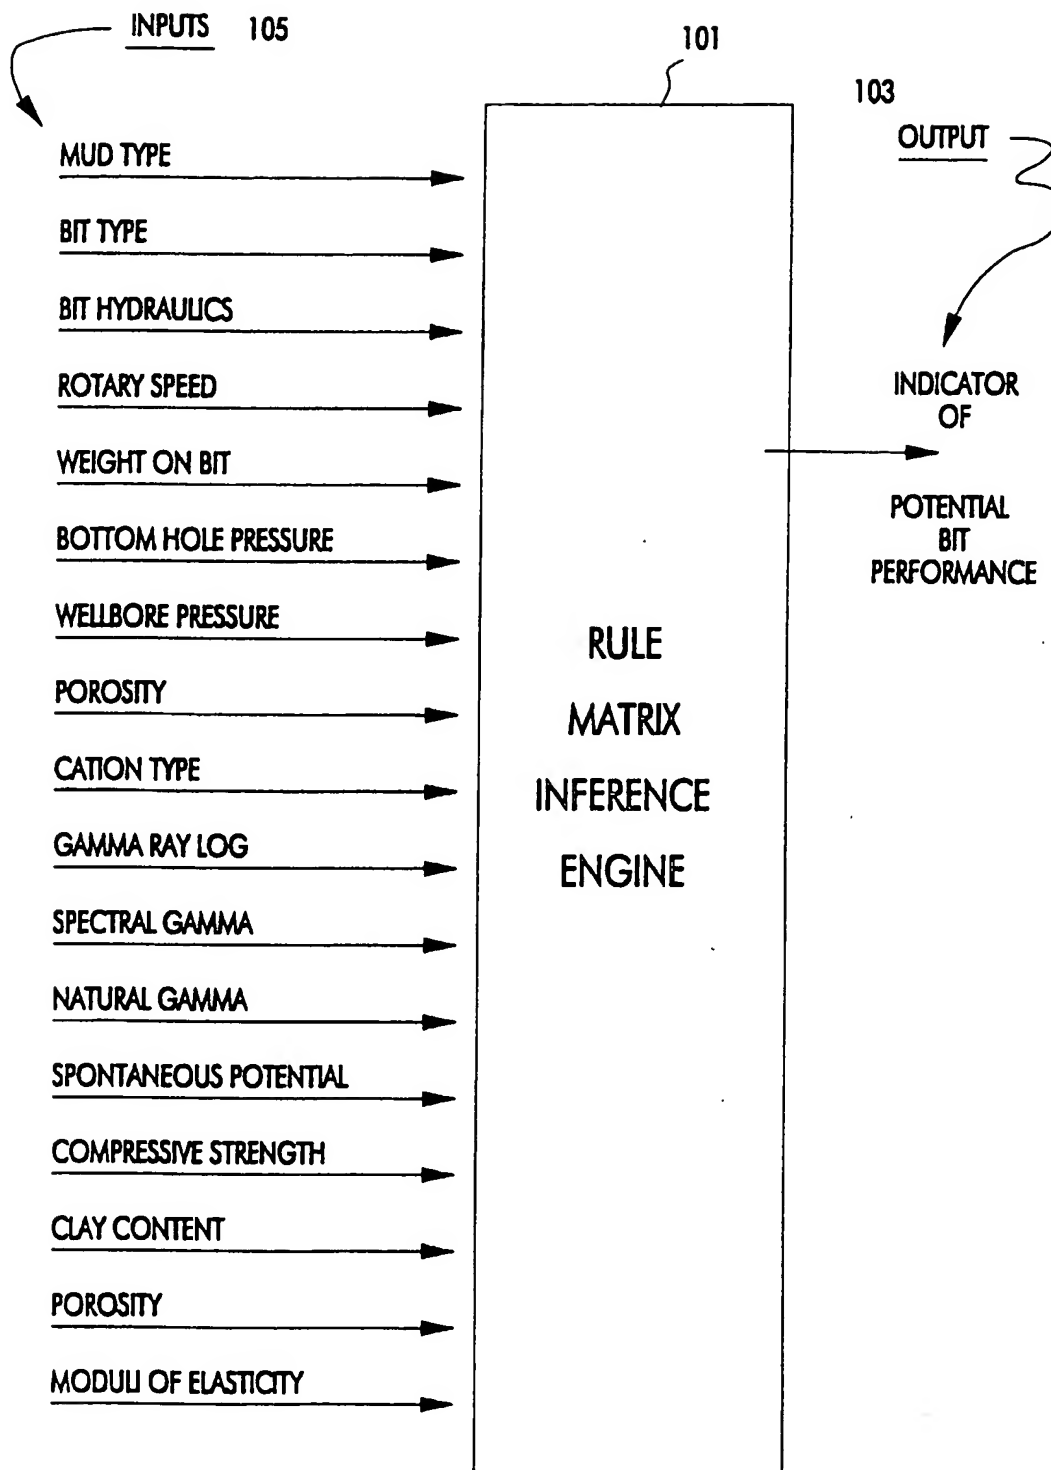 INPUTS 105
101
103
OUTPUT
MUD TYPE
BIT TYPE
BIT HYDRAULICS
ROTARY SPEED
WEIGHT ON BIT
BOTTOM HOLE PRESSURE
WELLBORE PRESSURE
POROSITY
CATION TYPE
GAMMA RAY LOG
SPECTRAL GAMMA
NATURAL GAMMA
SPONTANEOUS POTENTIAL
COMPRESSIVE STRENGTH
CLAY CONTENT
POROSITY
MODULI OF ELASTICITY
RULE
MATRIX
INFERENCE
ENGINE
INDICATOR
OF
POTENTIAL
BIT
PERFORMANCE